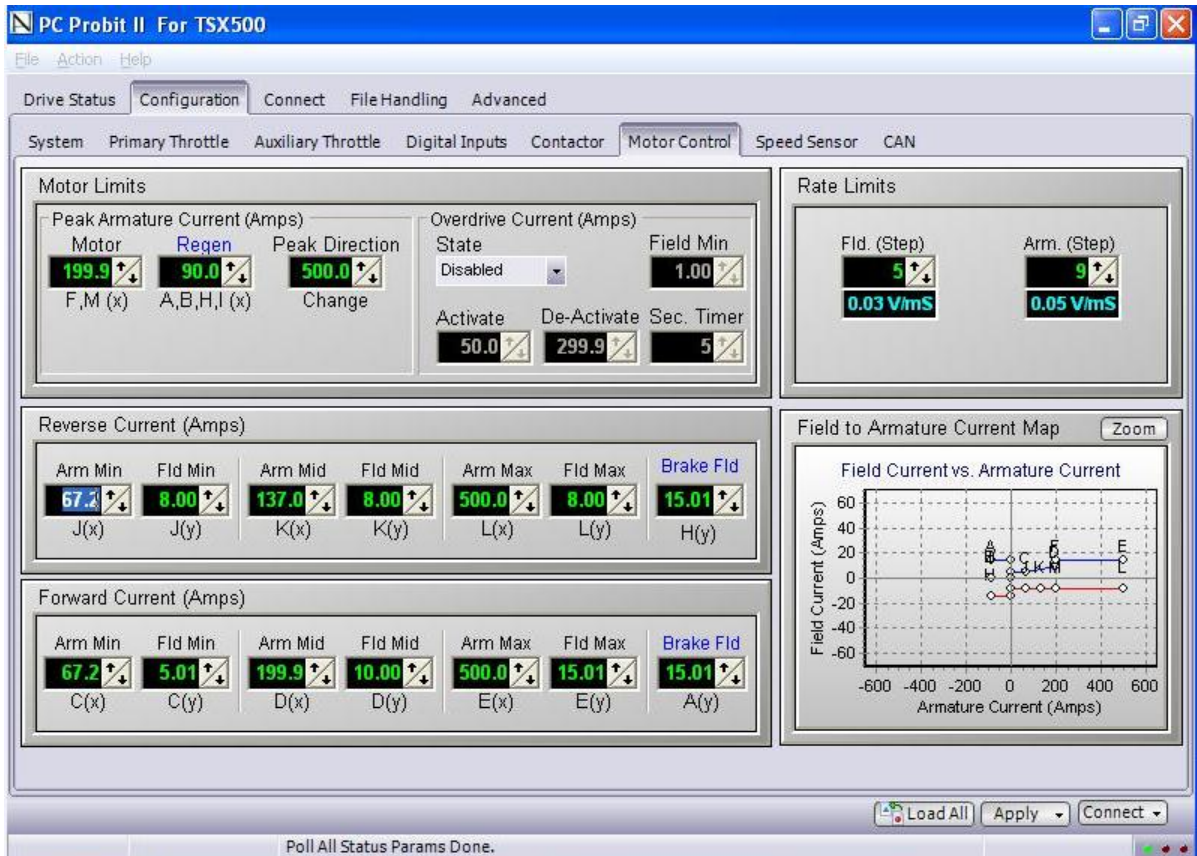 PC Probit II For TSX500
File Action Help
Drive Status Configuration Connect File Handling Advanced
System Primary Throttle Auxiliary Throttle Digital Inputs Contactor Motor Control Speed Sensor CAN
Motor Limits
Peak Armature Current (Amps)
Motor Regen Peak Direction
199.9 90.0 500.0
F,M (x) A,B,H,I (x) Change
Overdrive Current (Amps)
State Field Min
Disabled 1.00
Activate De-Activate Sec. Timer
50.0 299.9 5
Rate Limits
Fld. (Step) Arm. (Step)
5 9
0.03 V/mS 0.05 V/mS
Reverse Current (Amps)
Arm Min Fld Min Arm Mid Fld Mid Arm Max Fld Max Brake Fld
67.2 8.00 137.0 8.00 500.0 8.00 15.01
J(x) J(y) K(x) K(y) L(x) L(y) H(y)
Forward Current (Amps)
Arm Min Fld Min Arm Mid Fld Mid Arm Max Fld Max Brake Fld
67.2 5.01 199.9 10.00 500.0 15.01 15.01
C(x) C(y) D(x) D(y) E(x) E(y) A(y)
Field to Armature Current Map Zoom
Field Current vs. Armature Current
Field Current (Amps)
60
40
20
0
-20
-40
-60
A C F E
H J K M L
-600 -400 -200 0 200 400 600
Armature Current (Amps)
Load All Apply Connect
Poll All Status Params Done.